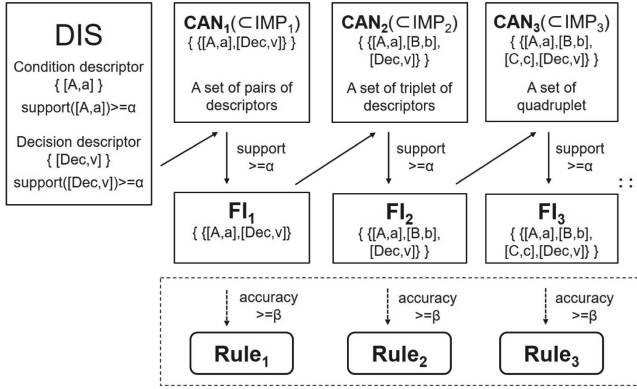 DIS
Condition descriptor
{ [A,a] }
support([A,a])>=α
Decision descriptor
{ [Dec,v] }
support([Dec,v])>=α
CAN1(⊂IMP1)
{ {[A,a],[Dec,v]} }
A set of pairs of
descriptors
CAN2(⊂IMP2)
{ {[A,a],[B,b],
[Dec,v]} }
A set of triplet of
descriptors
CAN3(⊂IMP3)
{ {[A,a],[B,b],
[C,c],[Dec,v]} }
A set of
quadruplet
support
>=α
support
>=α
support
>=α
: :
FI1
{ {[A,a],[Dec,v]}
FI2
{ {[A,a],[B,b],
[Dec,v]} }
FI3
{ {[A,a],[B,b],
[C,c],[Dec,v]} }
accuracy
>=β
accuracy
>=β
accuracy
>=β
Rule1
Rule2
Rule3